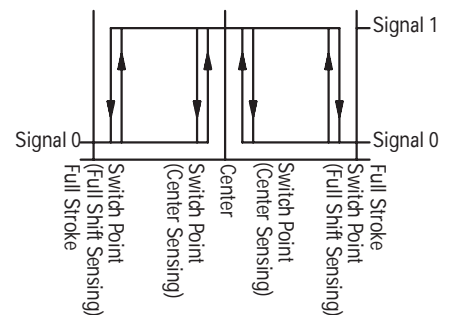 Signal 1
Signal 0
Signal 0
Full Stroke
Switch Point
(Full Shift Sensing)
Switch Point
(Center Sensing)
Center
Switch Point
(Center Sensing)
Switch Point
(Full Shift Sensing)
Full Stroke